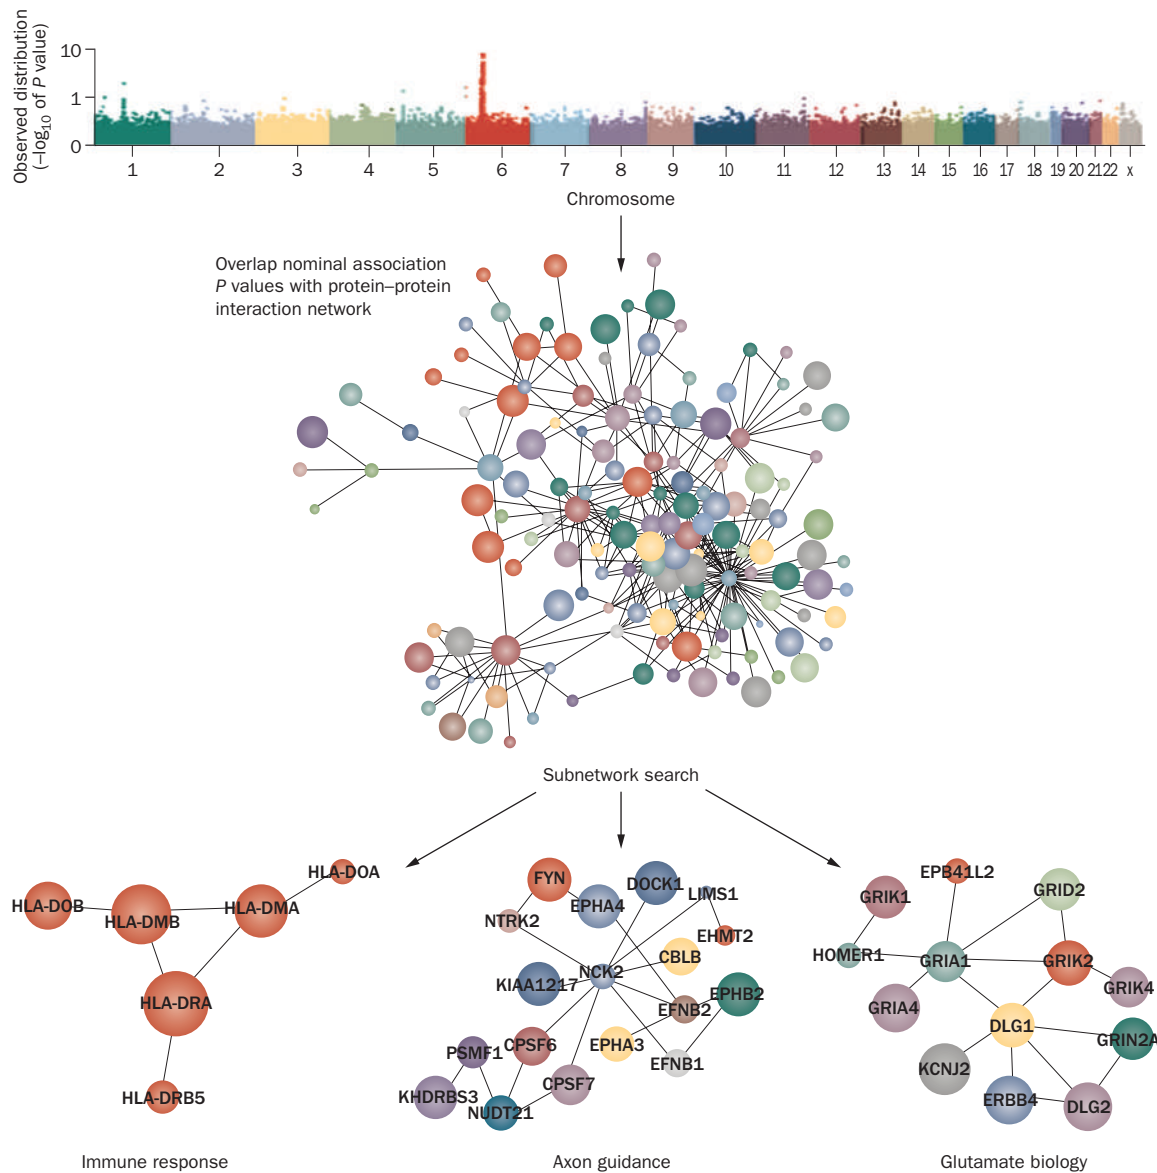 Observed distribution
(–log10 of P value)
10
1
0
1 2 3 4 5 6 7 8 9 10 11 12 13 14 15 16 17 18 19 20 21 22 x
Chromosome
Overlap nominal association
P values with protein–protein
interaction network
Subnetwork search
HLA-DOA
HLA-DOB
HLA-DMB
HLA-DMA
HLA-DRA
HLA-DRB5
Immune response
FYN
DOCK1
LIMS1
NTRK2
EPHA4
EHMT2
CBLB
NCK2
KIAA1217
EPHB2
EFNB2
PSMF1
CPSF6
EPHA3
EFNB1
CPSF7
KHDRBS3
NUDT21
Axon guidance
EPB41L2
GRIK1
GRID2
HOMER1
GRIA1
GRIK2
GRIK4
GRIA4
DLG1
GRIN2A
KCNJ2
ERBB4
DLG2
Glutamate biology